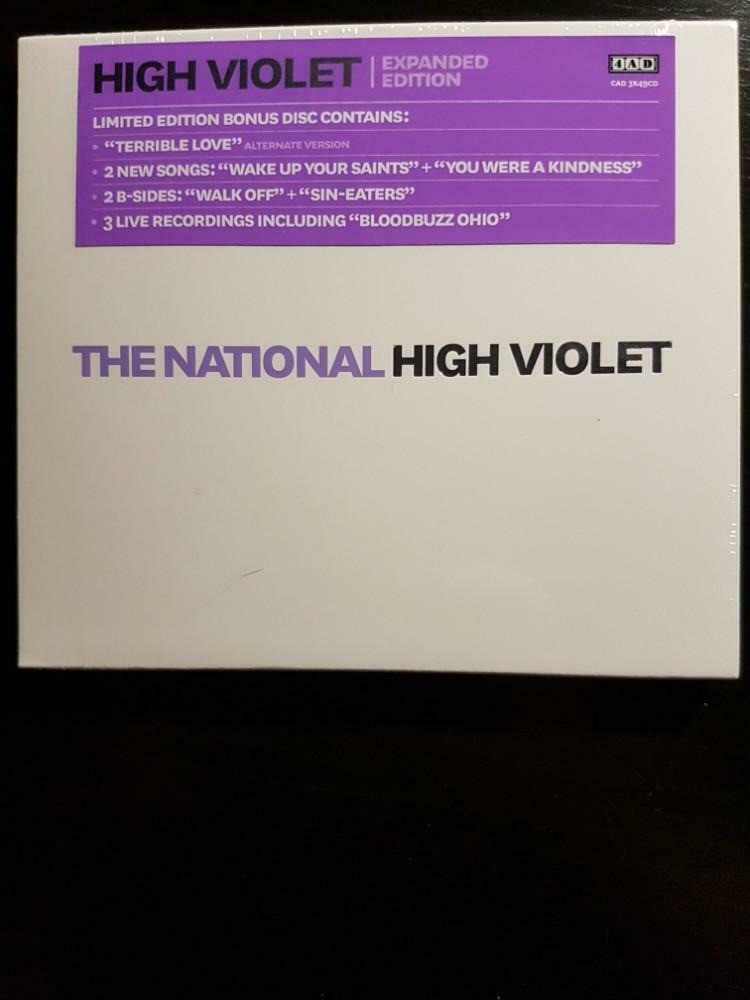 HIGH VIOLET | EXPANDED EDITION
4AD
CAD 3X49CD
LIMITED EDITION BONUS DISC CONTAINS:
• “TERRIBLE LOVE” ALTERNATE VERSION
• 2 NEW SONGS: “WAKE UP YOUR SAINTS” + “YOU WERE A KINDNESS”
• 2 B-SIDES: “WALK OFF” + “SIN-EATERS”
• 3 LIVE RECORDINGS INCLUDING “BLOODBUZZ OHIO”
THE NATIONAL HIGH VIOLET